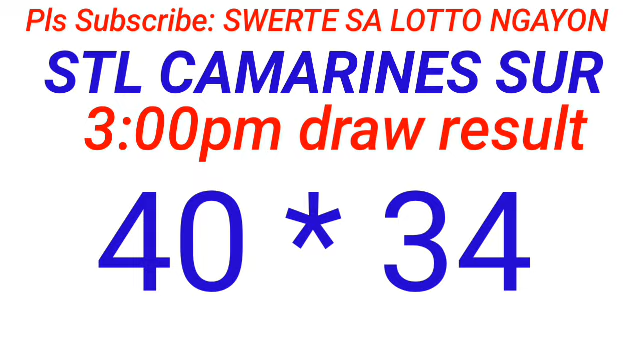 Pls Subscribe: SWERTE SA LOTTO NGAYON
STL CAMARINES SUR
3:00pm draw result
40 * 34